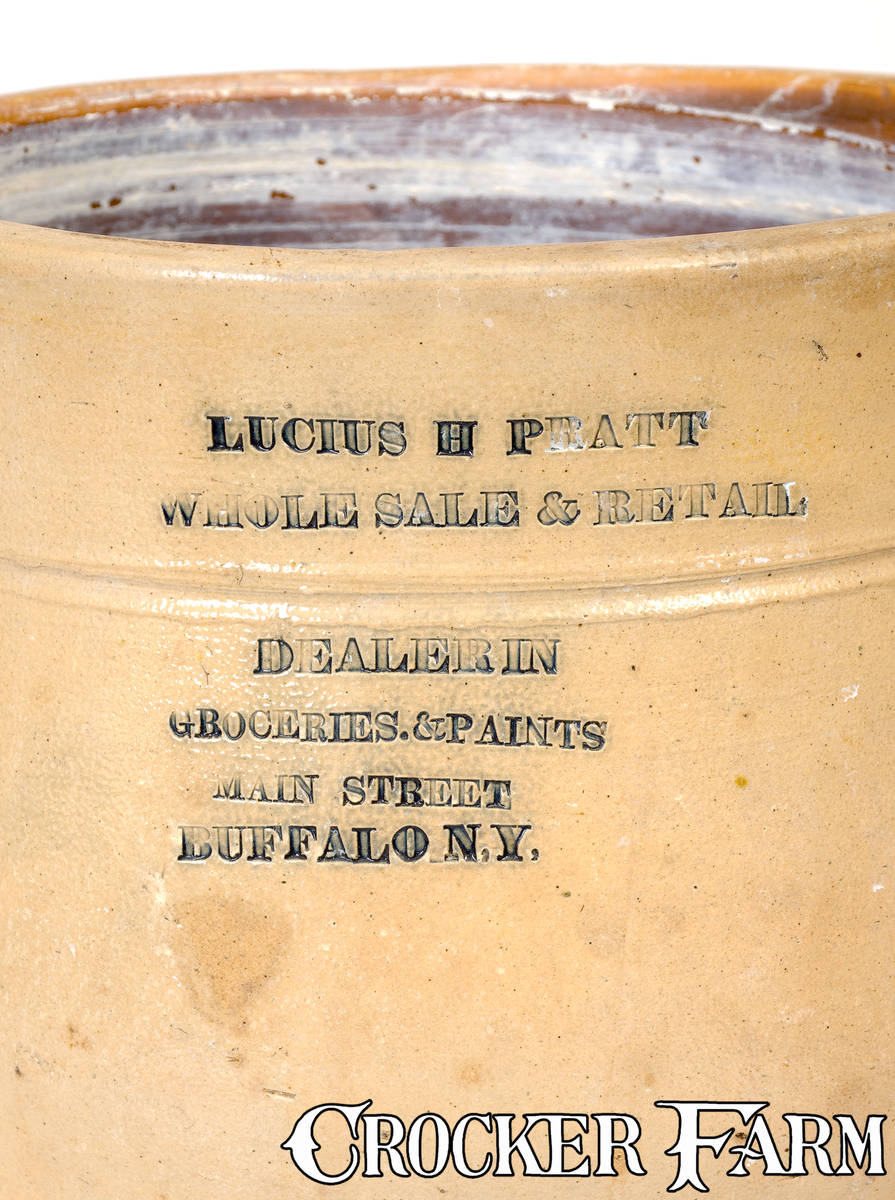 LUCIUS H PRATT
WHOLE SALE & RETAIL
DEALER IN
GROCERIES.&PAINTS
MAIN STREET
BUFFALO N.Y.
CROCKER FARM